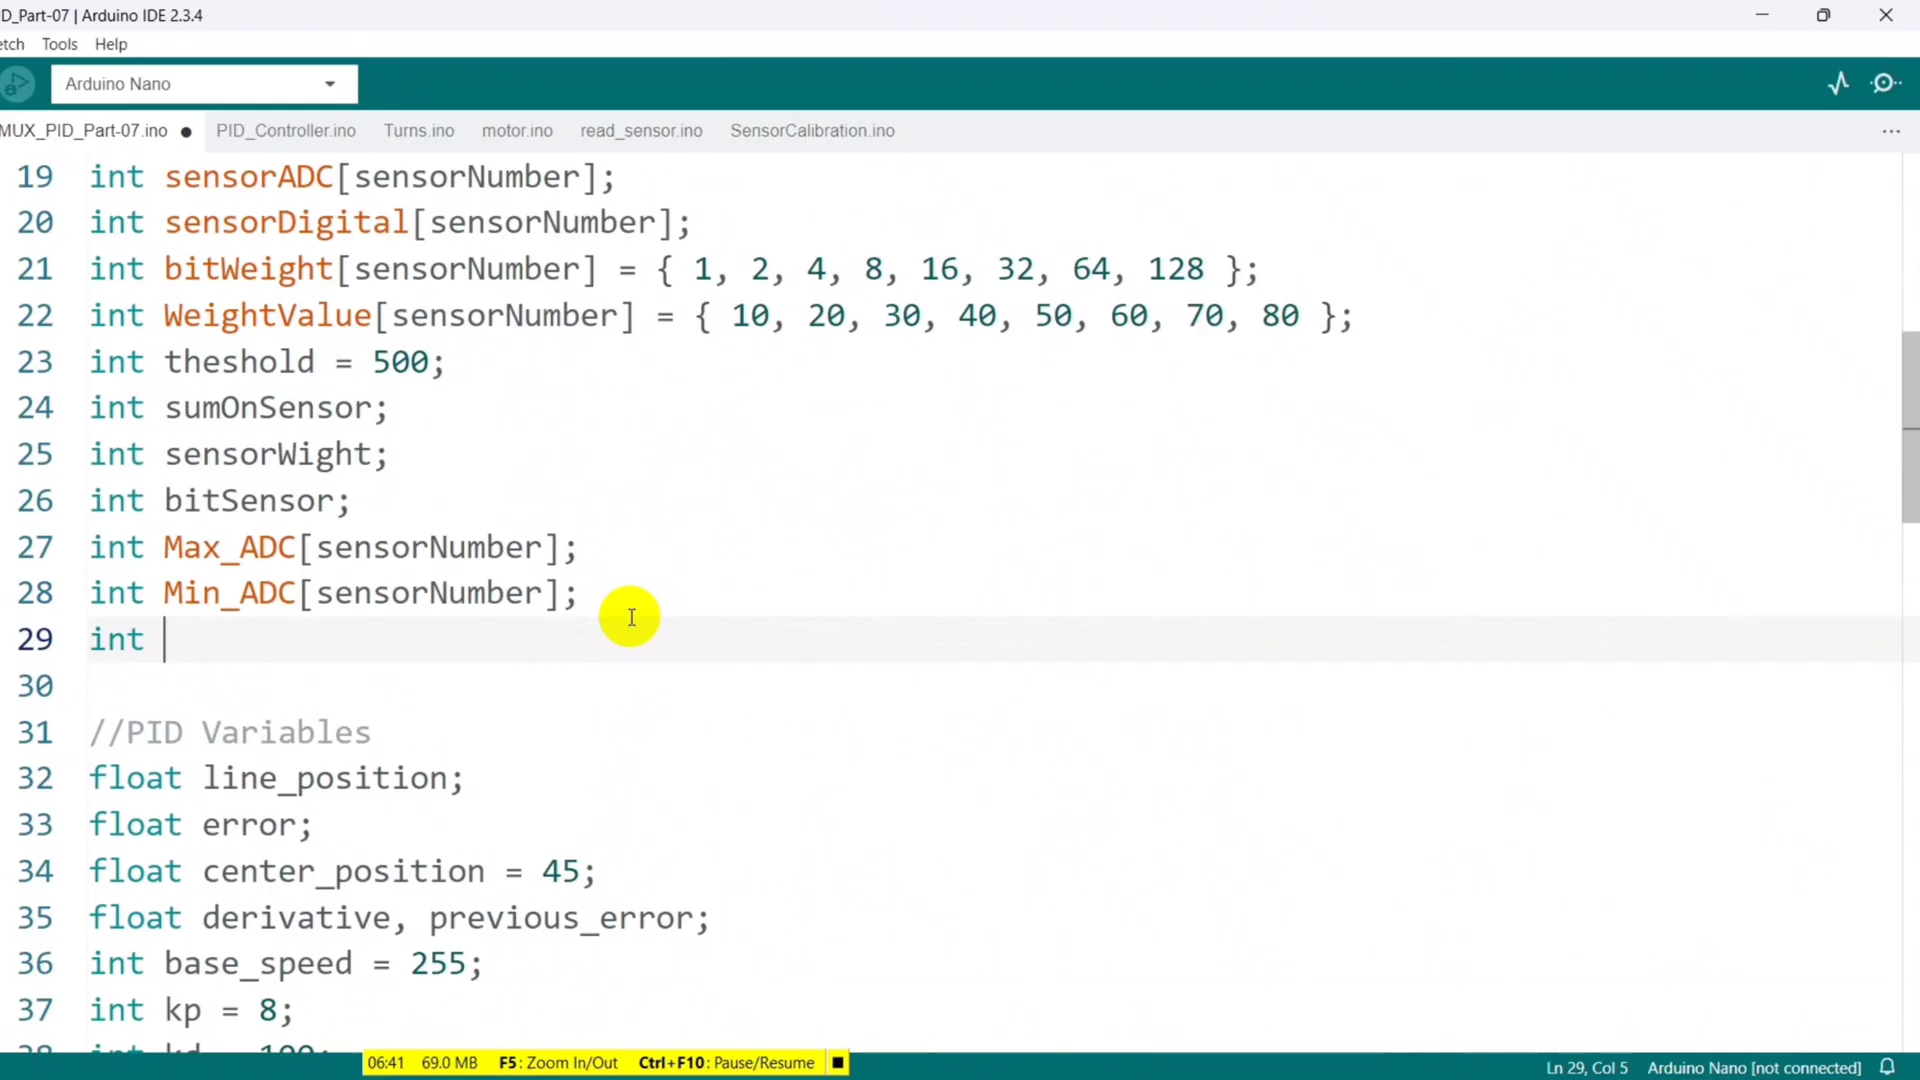 D_Part-07 | Arduino IDE 2.3.4
etch Tools Help
Arduino Nano
MUX_PID_Part-07.ino PID_Controller.ino Turns.ino motor.ino read_sensor.ino SensorCalibration.ino
19 int sensorADC[sensorNumber];
20 int sensorDigital[sensorNumber];
21 int bitWeight[sensorNumber] = { 1, 2, 4, 8, 16, 32, 64, 128 };
22 int WeightValue[sensorNumber] = { 10, 20, 30, 40, 50, 60, 70, 80 };
23 int theshold = 500;
24 int sumOnSensor;
25 int sensorWight;
26 int bitSensor;
27 int Max_ADC[sensorNumber];
28 int Min_ADC[sensorNumber];
29 int
30
31 //PID Variables
32 float line_position;
33 float error;
34 float center_position = 45;
35 float derivative, previous_error;
36 int base_speed = 255;
37 int kp = 8;
38 int kd = 100;
06:41 69.0 MB F5: Zoom In/Out Ctrl+F10: Pause/Resume
Ln 29, Col 5 Arduino Nano [not connected]